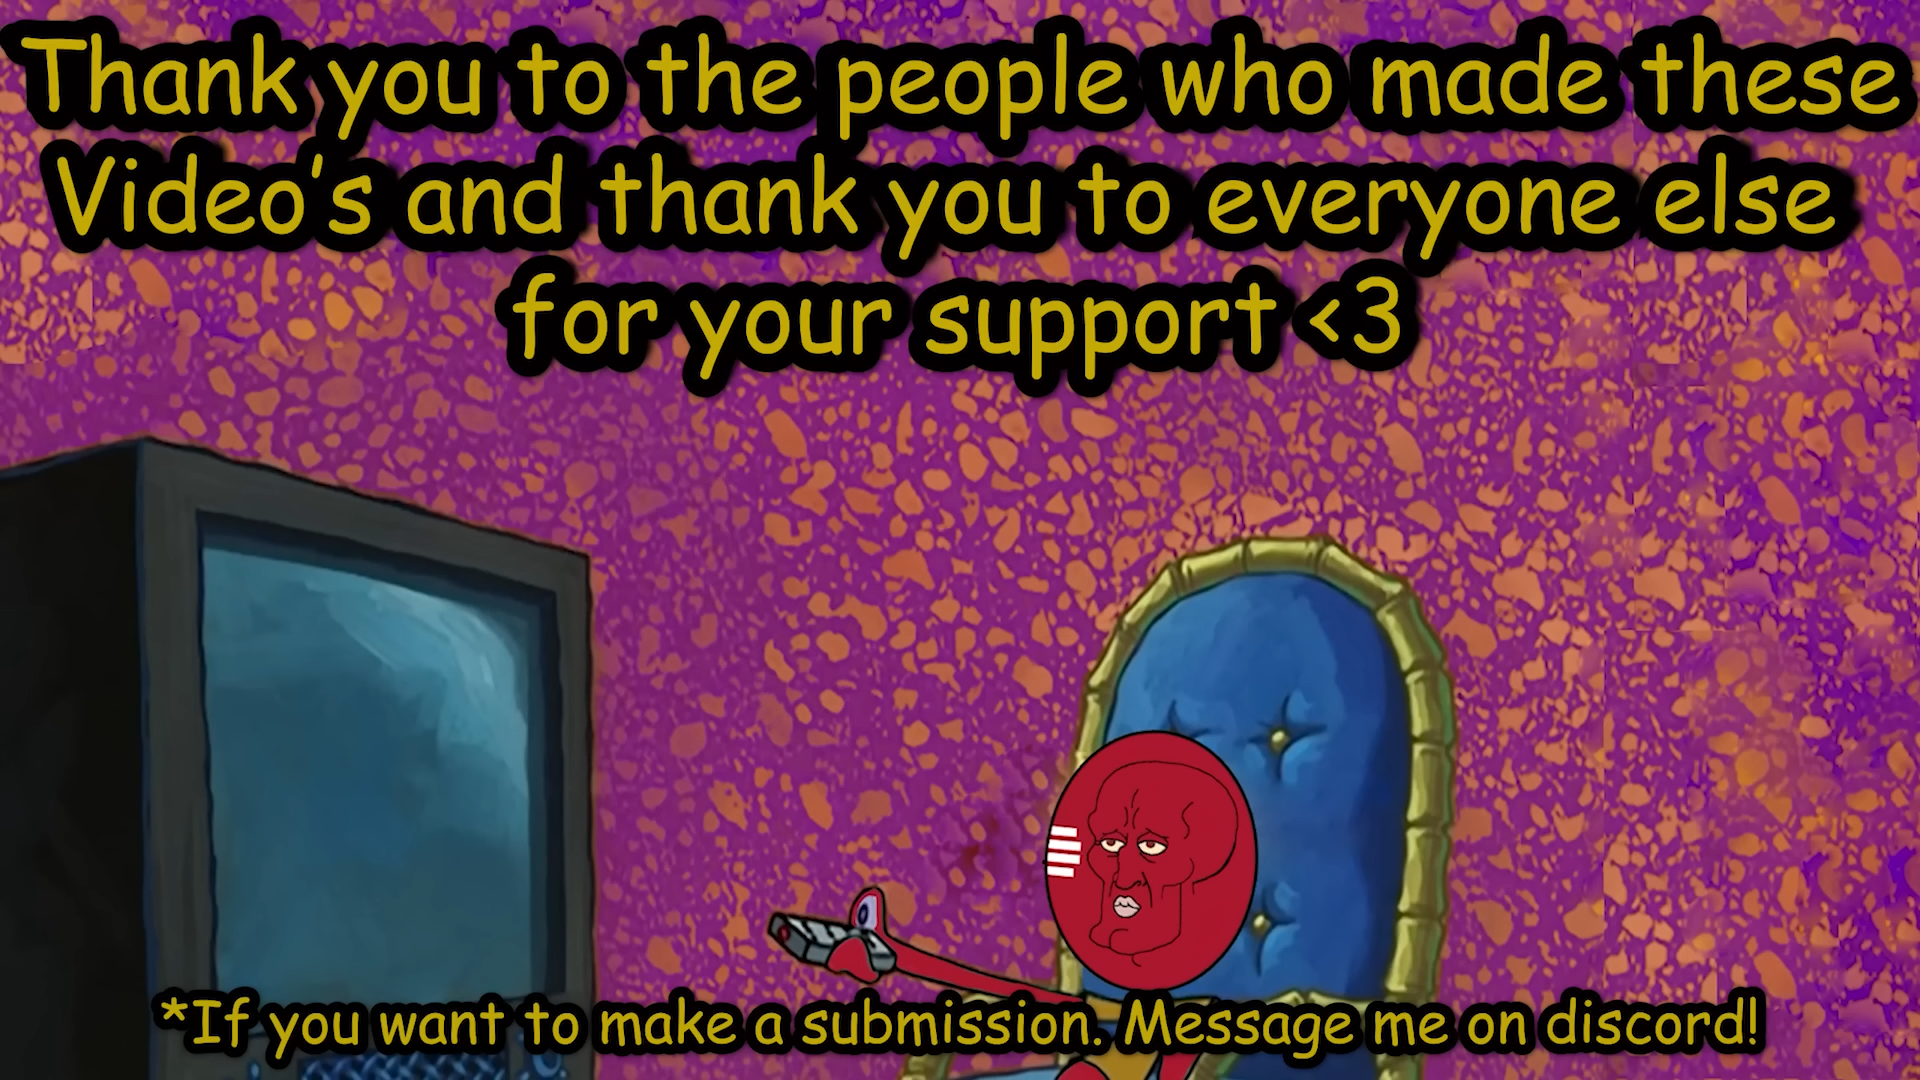 Thank you to the people who made these
Video's and thank you to everyone else
for your support <3
*If you want to make a submission. Message me on discord!